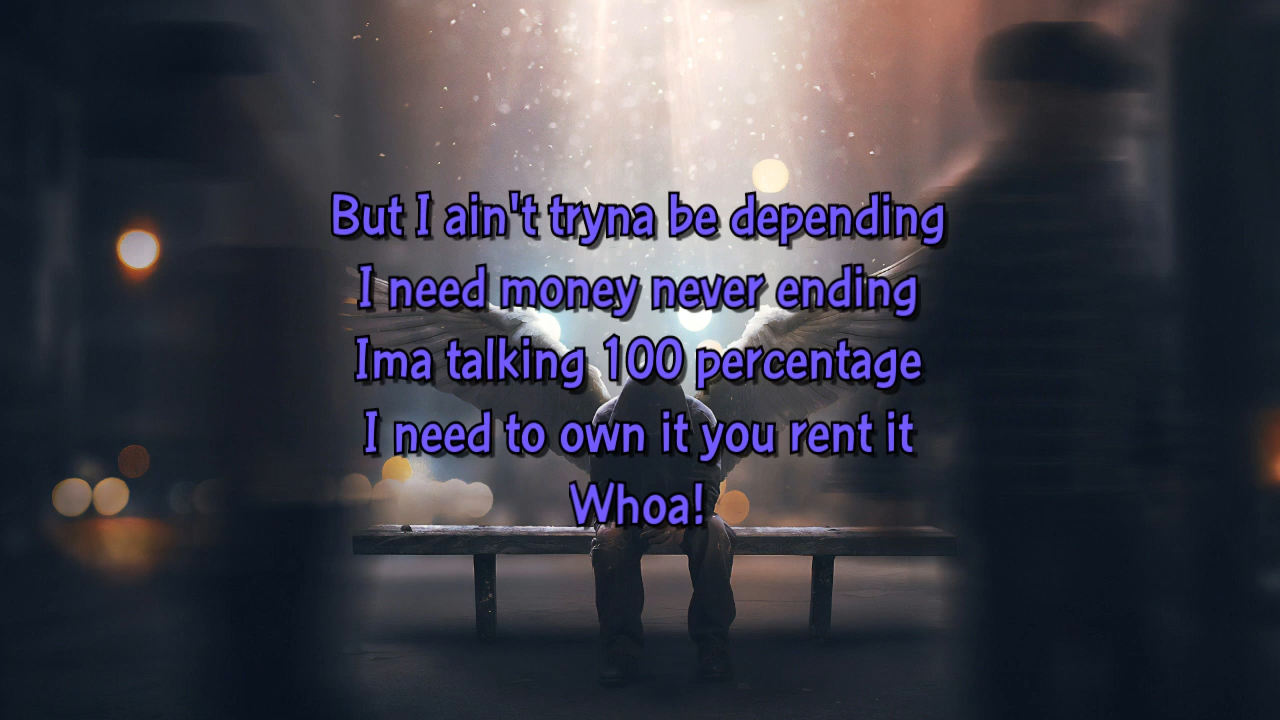 But I ain't tryna be depending
I need money never ending
Ima talking 100 percentage
I need to own it you rent it
Whoa!